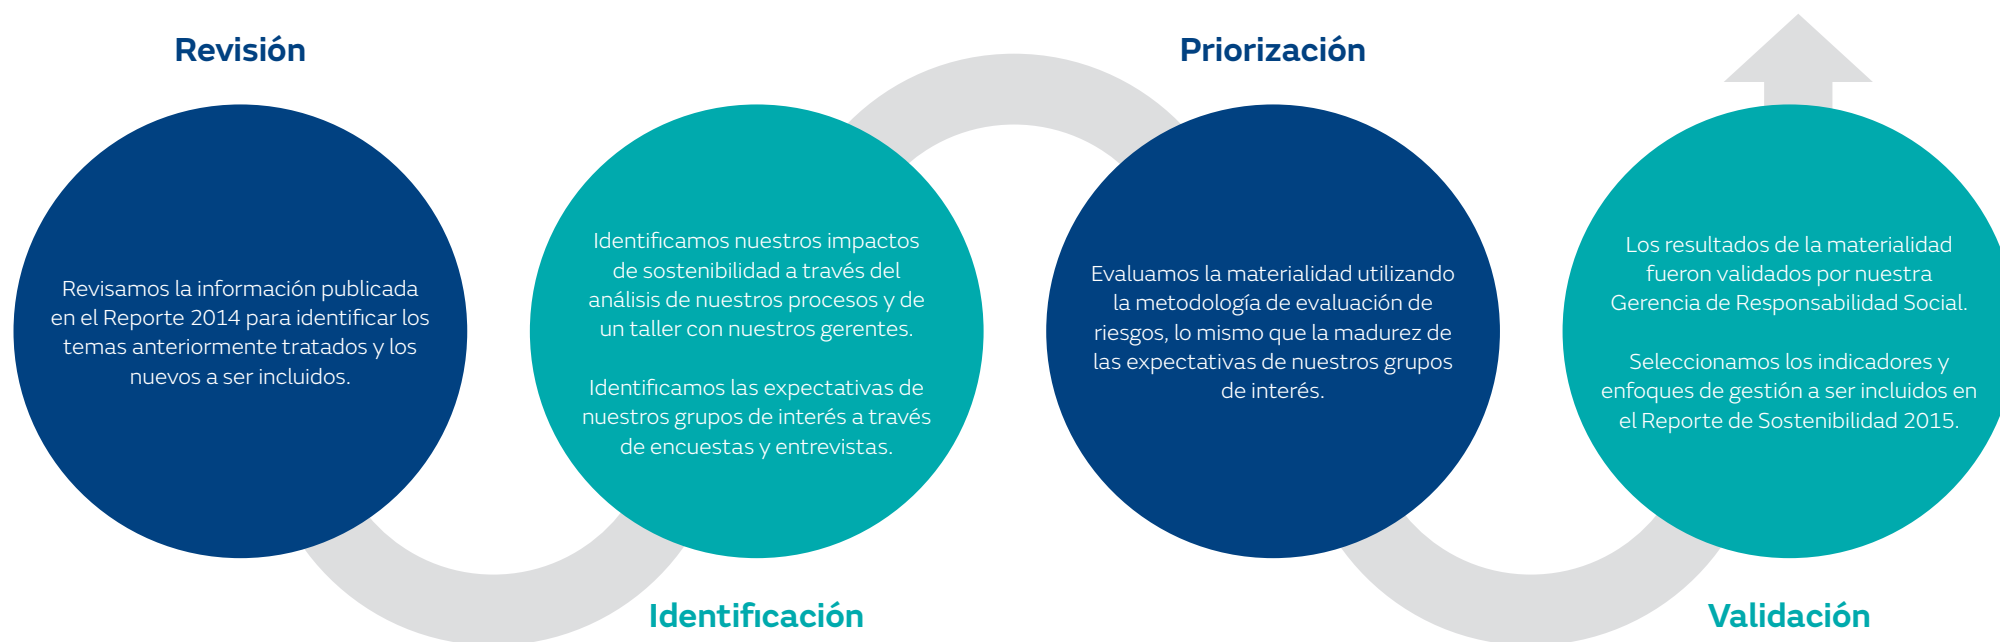 Revisión
Revisamos la información publicada
en el Reporte 2014 para identificar los
temas anteriormente tratados y los
nuevos a ser incluidos.
Identificación
Identificamos nuestros impactos
de sostenibilidad a través del
análisis de nuestros procesos y de
un taller con nuestros gerentes.
Identificamos las expectativas de
nuestros grupos de interés a través
de encuestas y entrevistas.
Priorización
Evaluamos la materialidad utilizando
la metodología de evaluación de
riesgos, lo mismo que la madurez de
las expectativas de nuestros grupos
de interés.
Validación
Los resultados de la materialidad
fueron validados por nuestra
Gerencia de Responsabilidad Social.
Seleccionamos los indicadores y
enfoques de gestión a ser incluidos en
el Reporte de Sostenibilidad 2015.